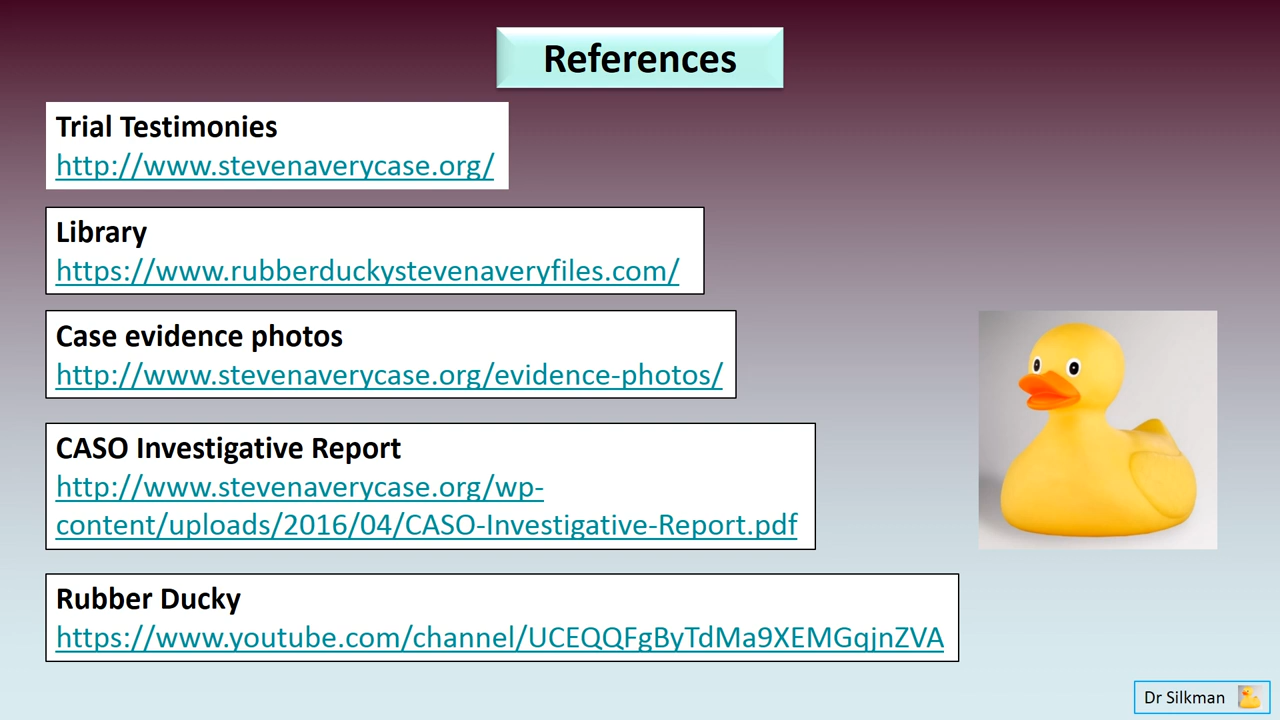 References
Trial Testimonies
http://www.stevenaverycase.org/
Library
https://www.rubberduckystevenaveryfiles.com/
Case evidence photos
http://www.stevenaverycase.org/evidence-photos/
CASO Investigative Report
http://www.stevenaverycase.org/wp-
content/uploads/2016/04/CASO-Investigative-Report.pdf
Rubber Ducky
https://www.youtube.com/channel/UCEQQFgByTdMa9XEMGqjnZVA
Dr Silkman